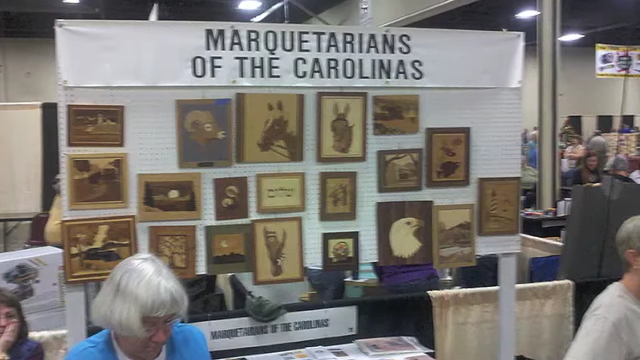 MARQUETARIANS
OF THE CAROLINAS
MARQUETARIANS OF THE CAROLINAS